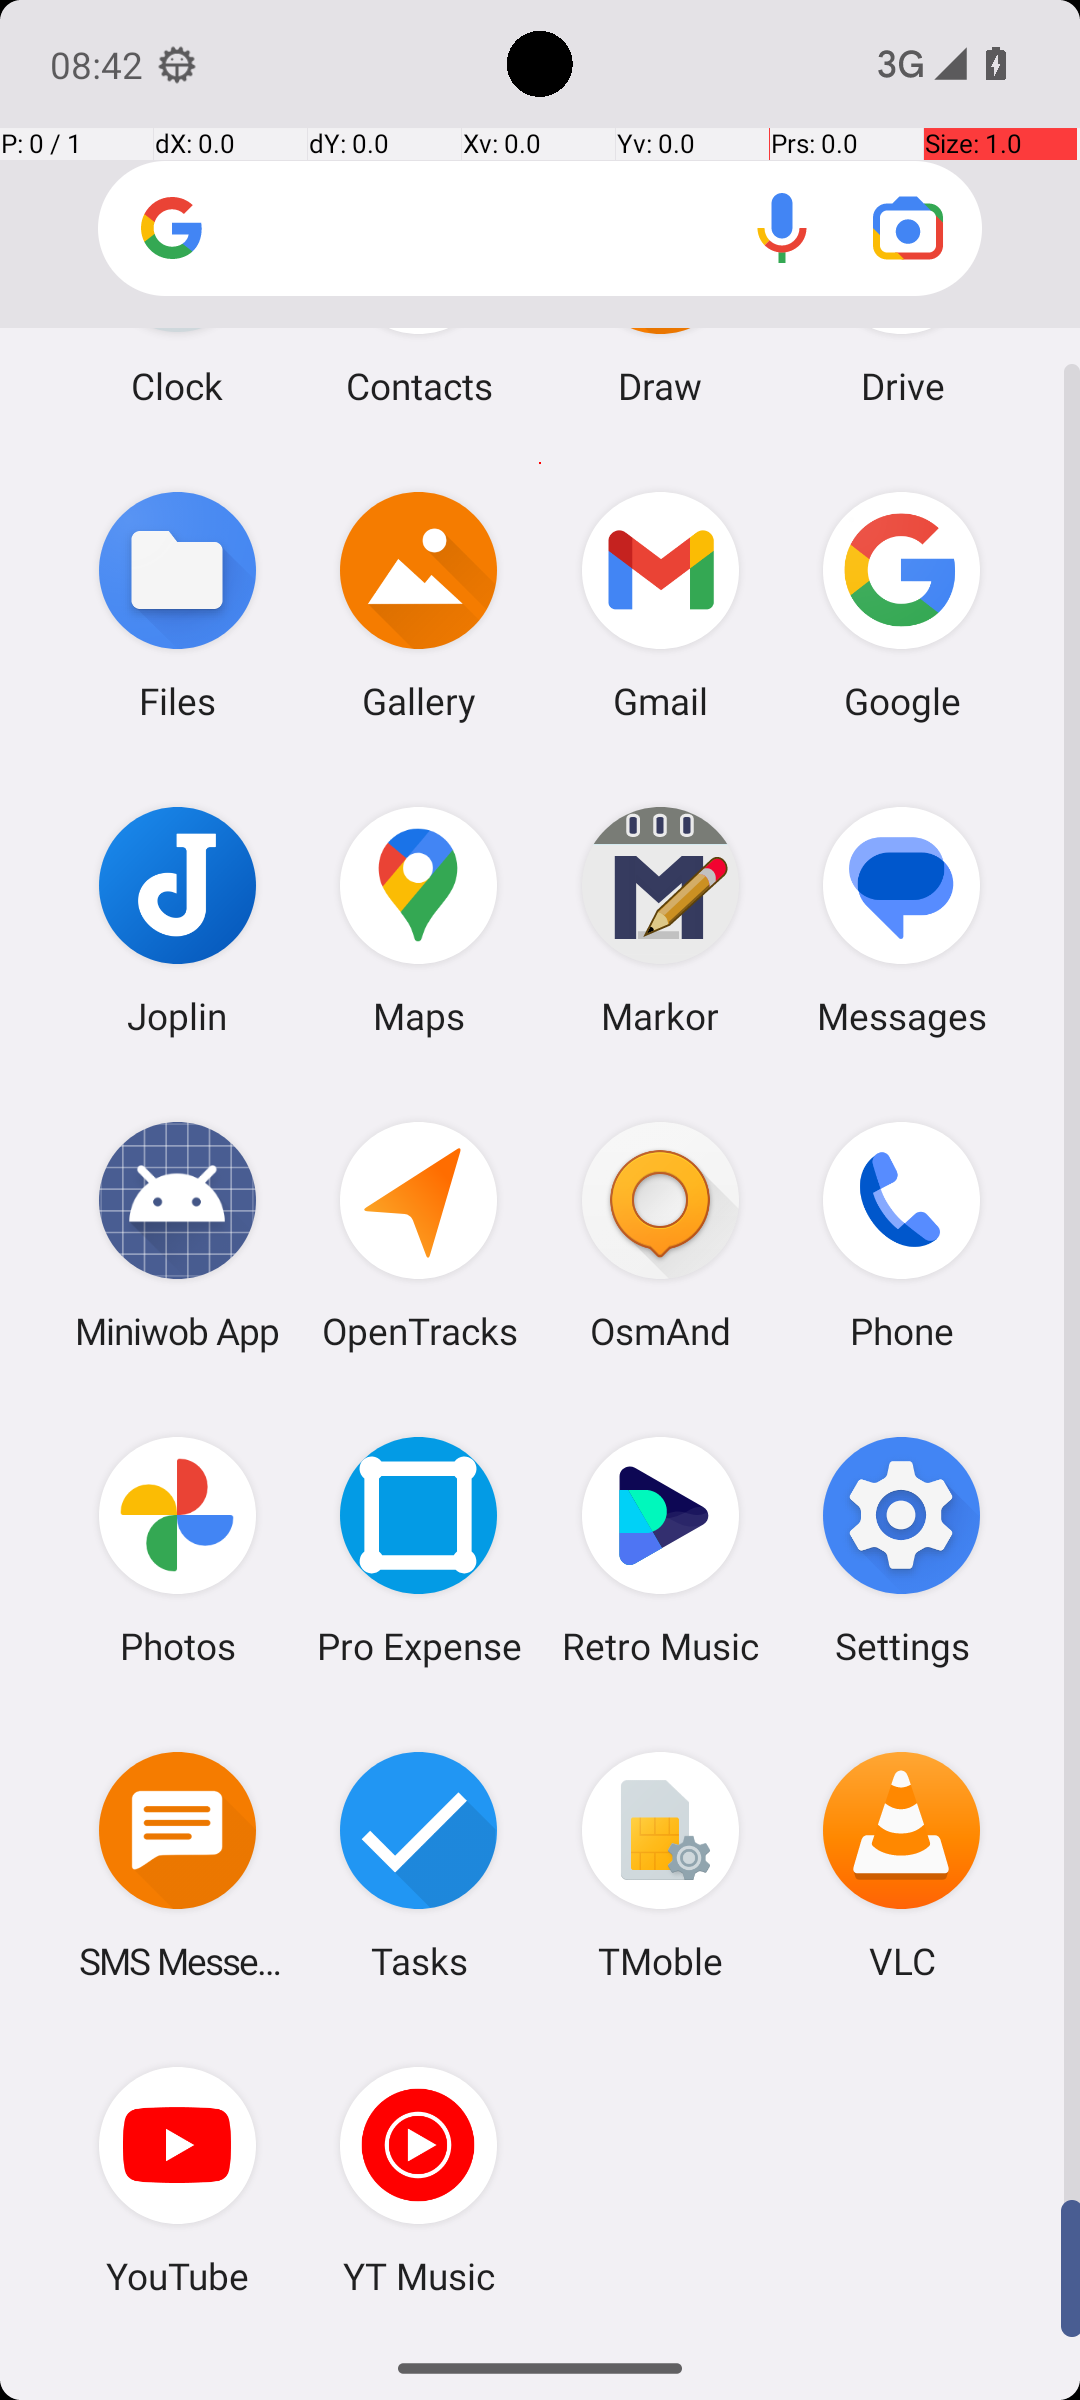 08:42 3G
P: 0 / 1 dX: 0.0 dY: 0.0 Xv: 0.0 Yv: 0.0 Prs: 0.0 Size: 1.0
Clock Contacts Draw Drive
Files Gallery Gmail Google
Joplin Maps Markor Messages
Miniwob App OpenTracks OsmAnd Phone
Photos Pro Expense Retro Music Settings
SMS Messe... Tasks TMoble VLC
YouTube YT Music